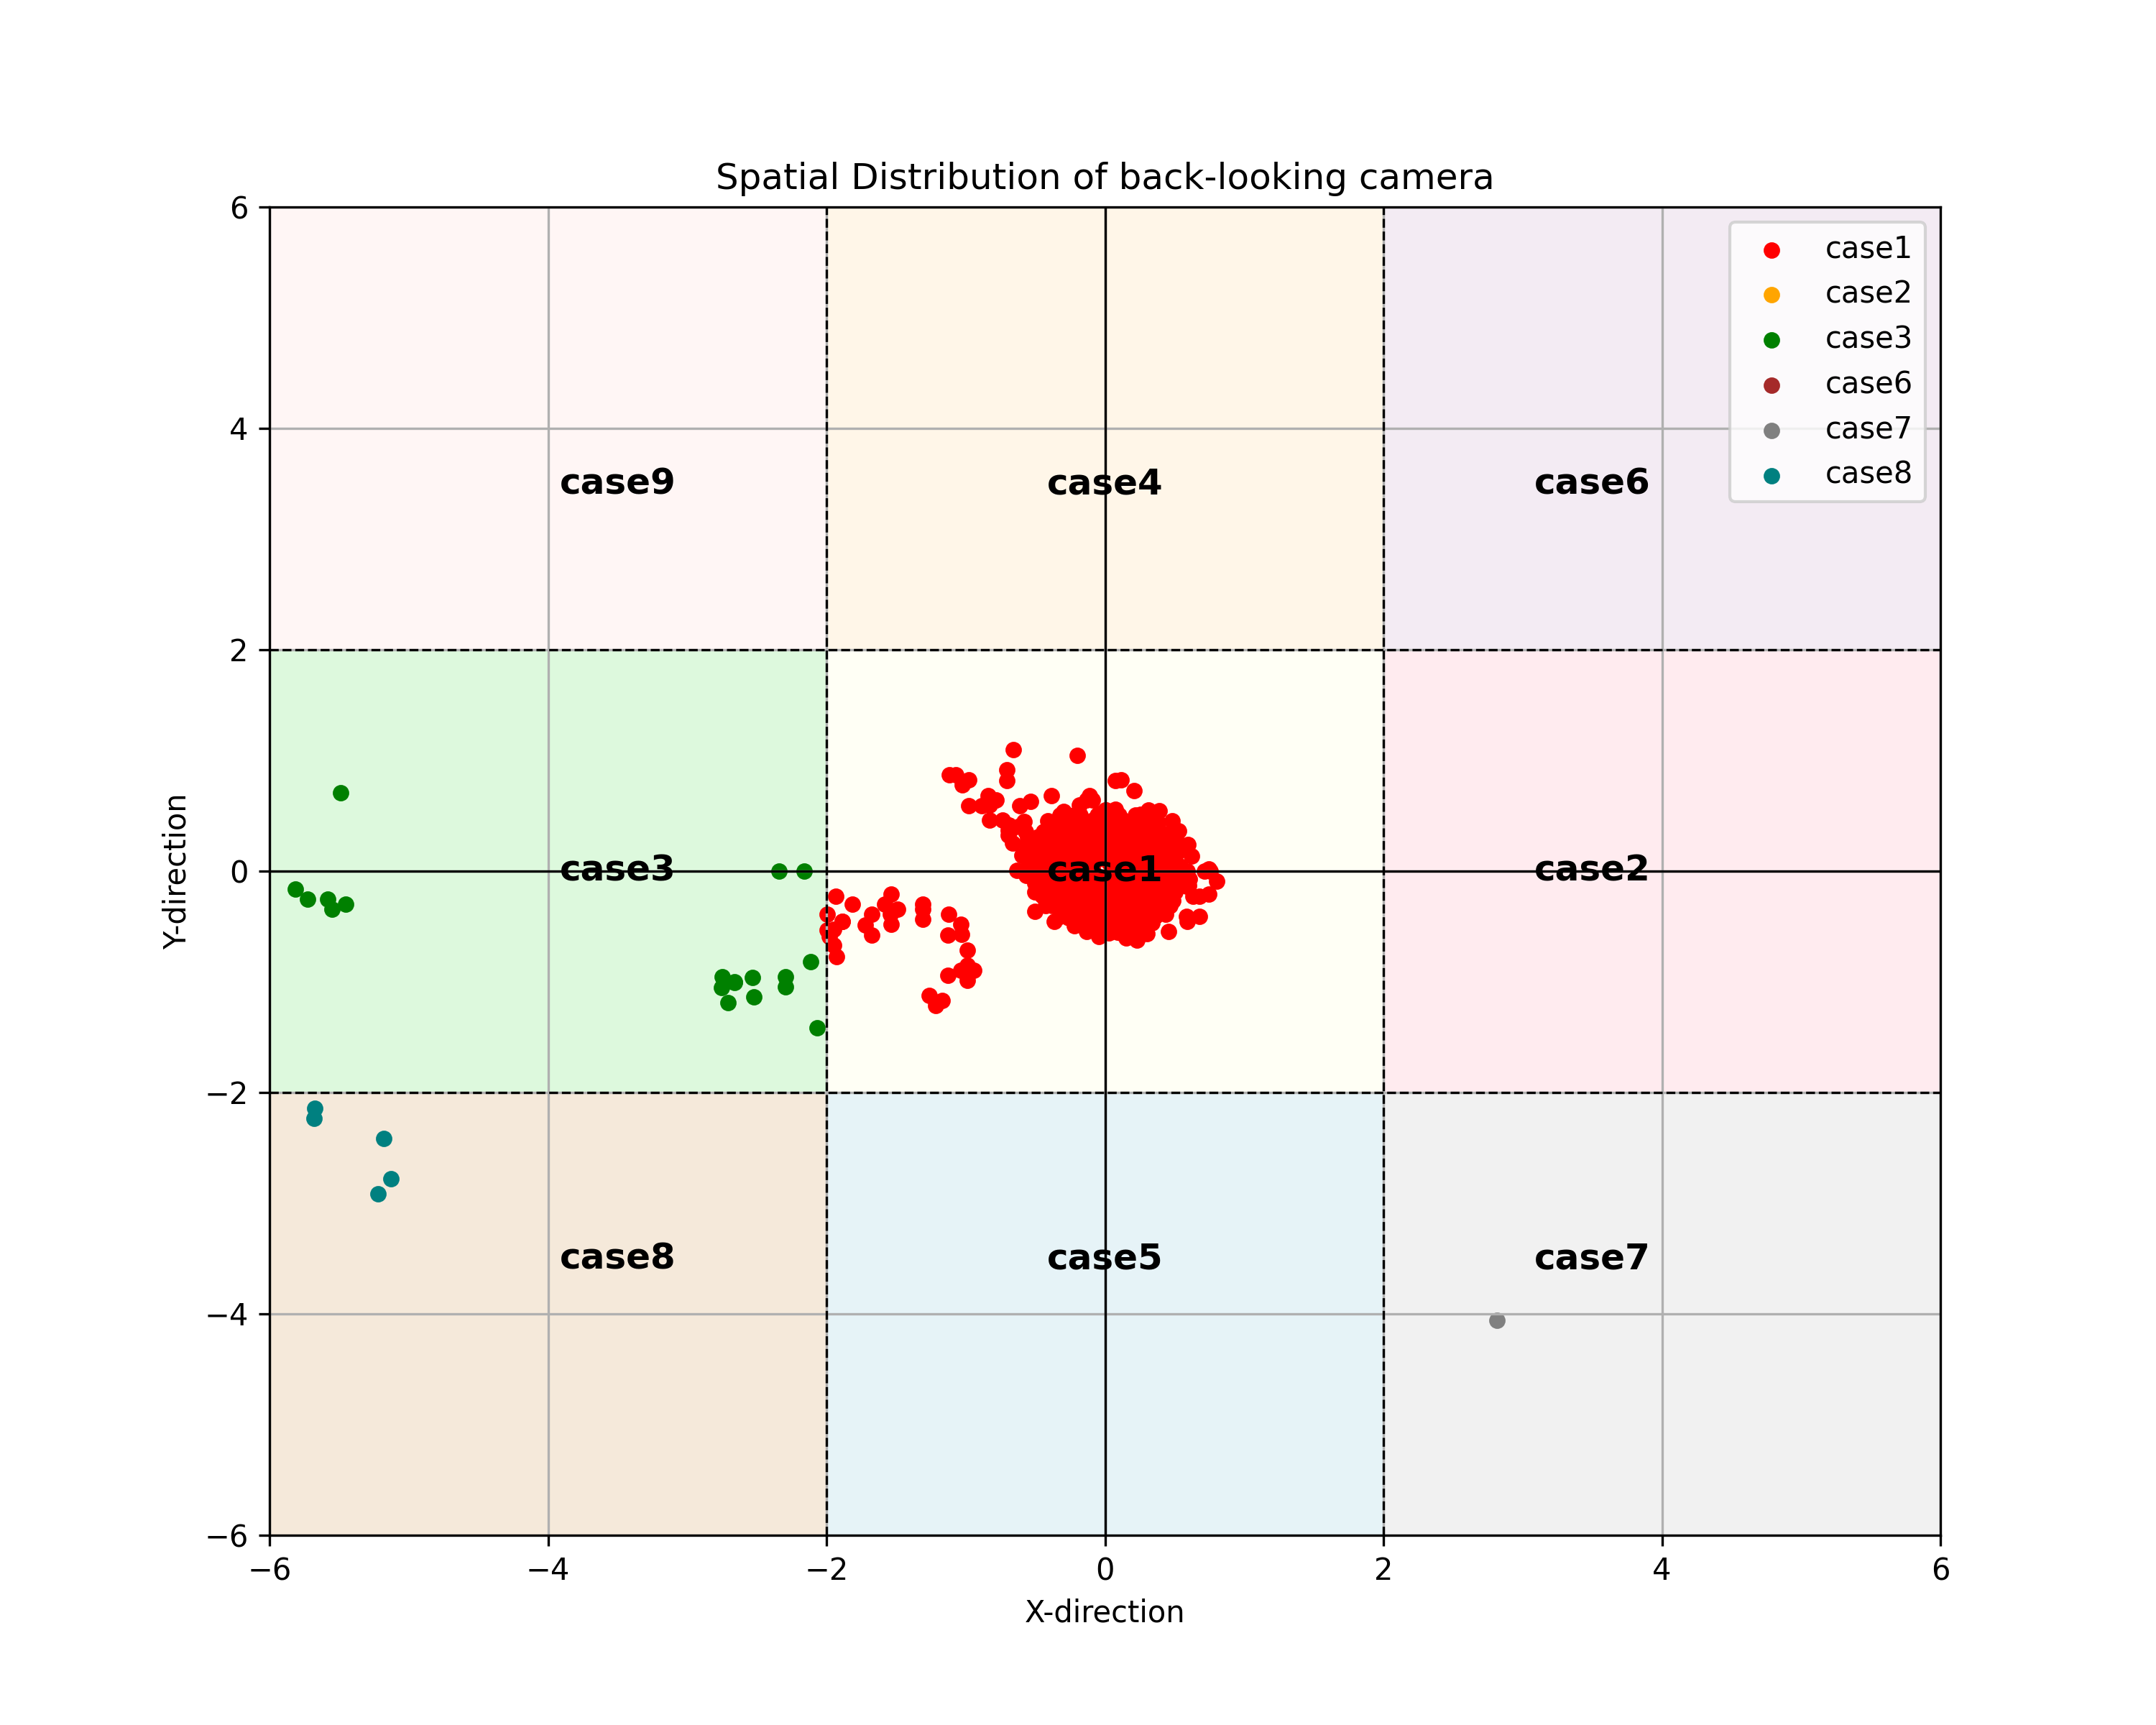 Spatial Distribution of back-looking camera
6
4
2
0
−2
−4
−6
Y-direction
case9
case4
case6
case3
case1
case2
case8
case5
case7
case1
case2
case3
case6
case7
case8
−6
−4
−2
0
2
4
6
X-direction